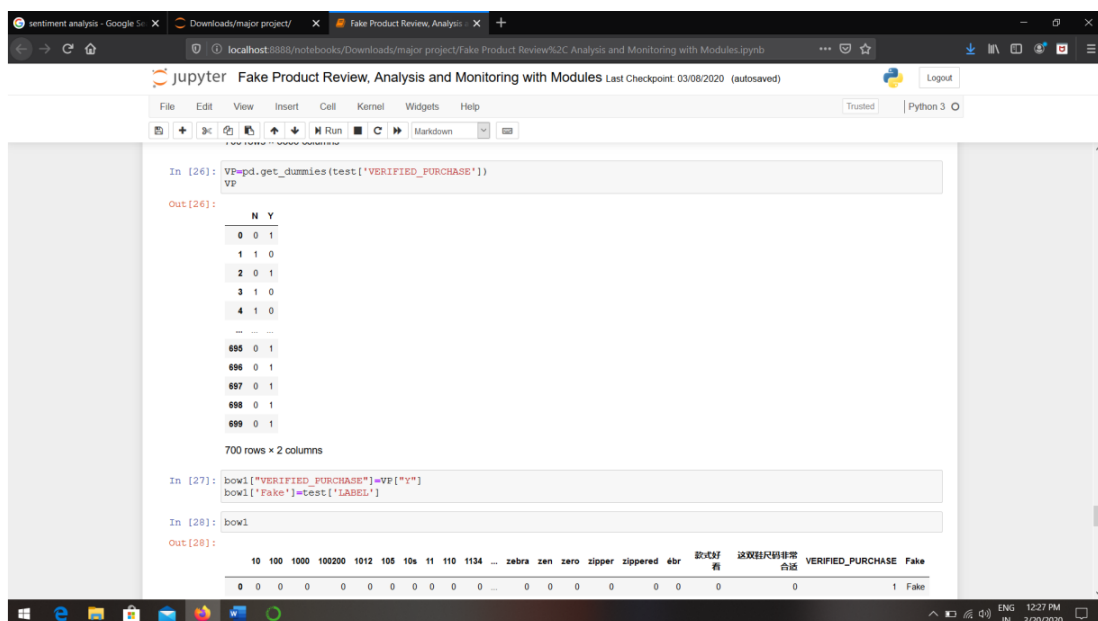 sentiment analysis - Google Se
Downloads/major project/
Fake Product Review, Analysis
localhost:8888/notebooks/Downloads/major project/Fake Product Review%2C Analysis and Monitoring with Modules.ipynb
jupyter Fake Product Review, Analysis and Monitoring with Modules Last Checkpoint: 03/08/2020 (autosaved)
Logout
File Edit View Insert Cell Kernel Widgets Help
Trusted Python 3
Run Markdown
In [26]: VP=pd.get_dummies(test['VERIFIED_PURCHASE'])
VP
Out[26]:
N Y
0 0 1
1 1 0
2 0 1
3 1 0
4 1 0
... ... ...
695 0 1
696 0 1
697 0 1
698 0 1
699 0 1
700 rows × 2 columns
In [27]: bowl["VERIFIED_PURCHASE"]=VP["Y"]
bowl['Fake']=test['LABEL']
In [28]: bowl
Out[28]:
10 100 1000 100200 1012 105 10s 11 110 1134 ... zebra zen zero zipper zippered ébr 款式好看 这双鞋尺码非常合适 VERIFIED_PURCHASE Fake
0 0 0 0 0 0 0 0 0 0 0 ... 0 0 0 0 0 0 0 0 1 Fake
ENG 12:27 PM
IN 3/20/2020